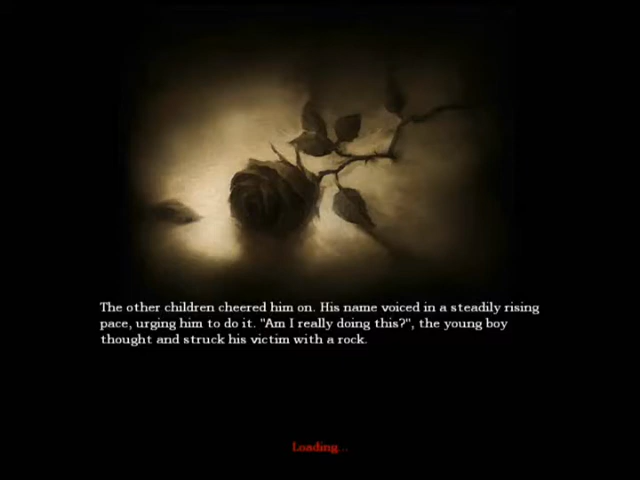 The other children cheered him on. His name voiced in a steadily rising
pace, urging him to do it. "Am I really doing this?", the young boy
thought and struck his victim with a rock.
Loading...